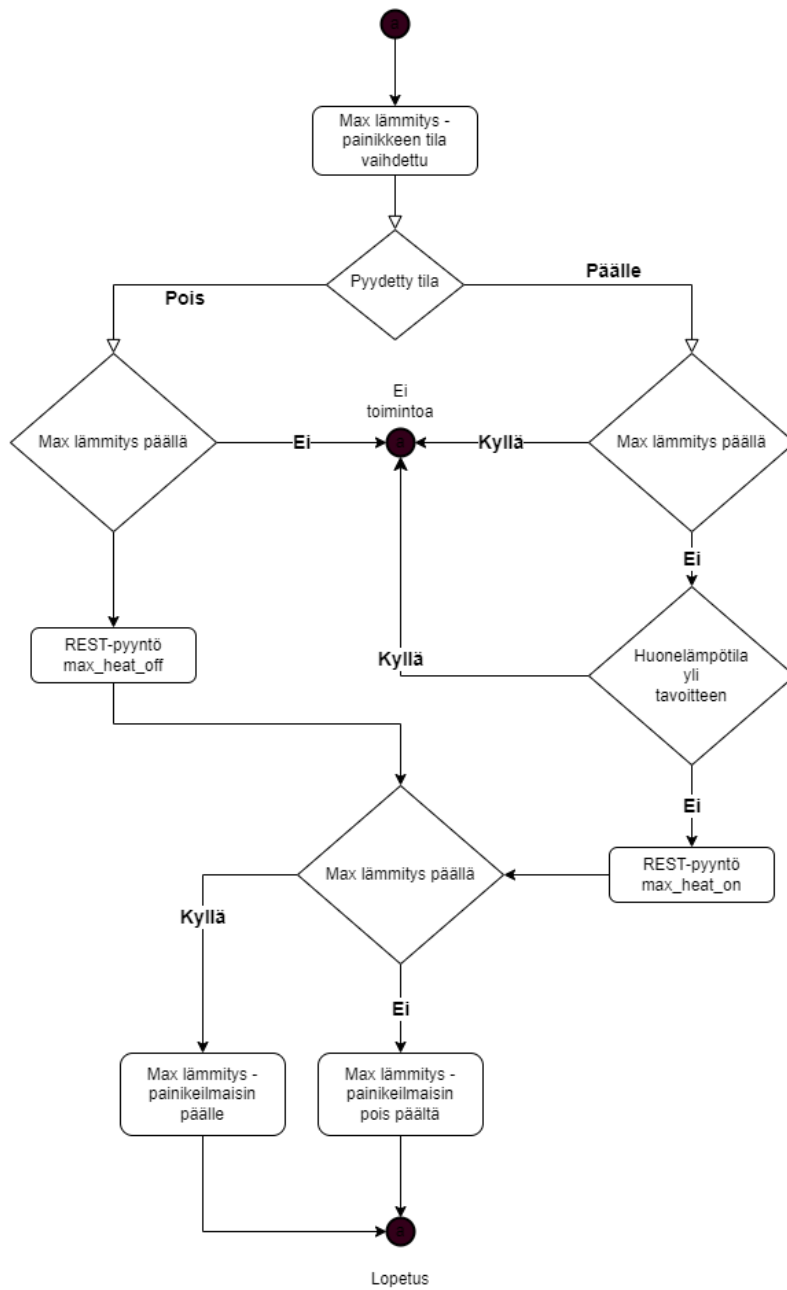 a
Max lämmitys -
painikkeen tila
vaihdettu
Pyydetty tila
Pois
Päälle
Max lämmitys päällä
Ei
Ei
toimintoa
a
Kyllä
Max lämmitys päällä
Ei
REST-pyyntö
max_heat_off
Kyllä
Huonelämpötila
yli
tavoitteen
Ei
Max lämmitys päällä
REST-pyyntö
max_heat_on
Kyllä
Ei
Max lämmitys -
painikeilmaisin
päälle
Max lämmitys -
painikeilmaisin
pois päältä
a
Lopetus